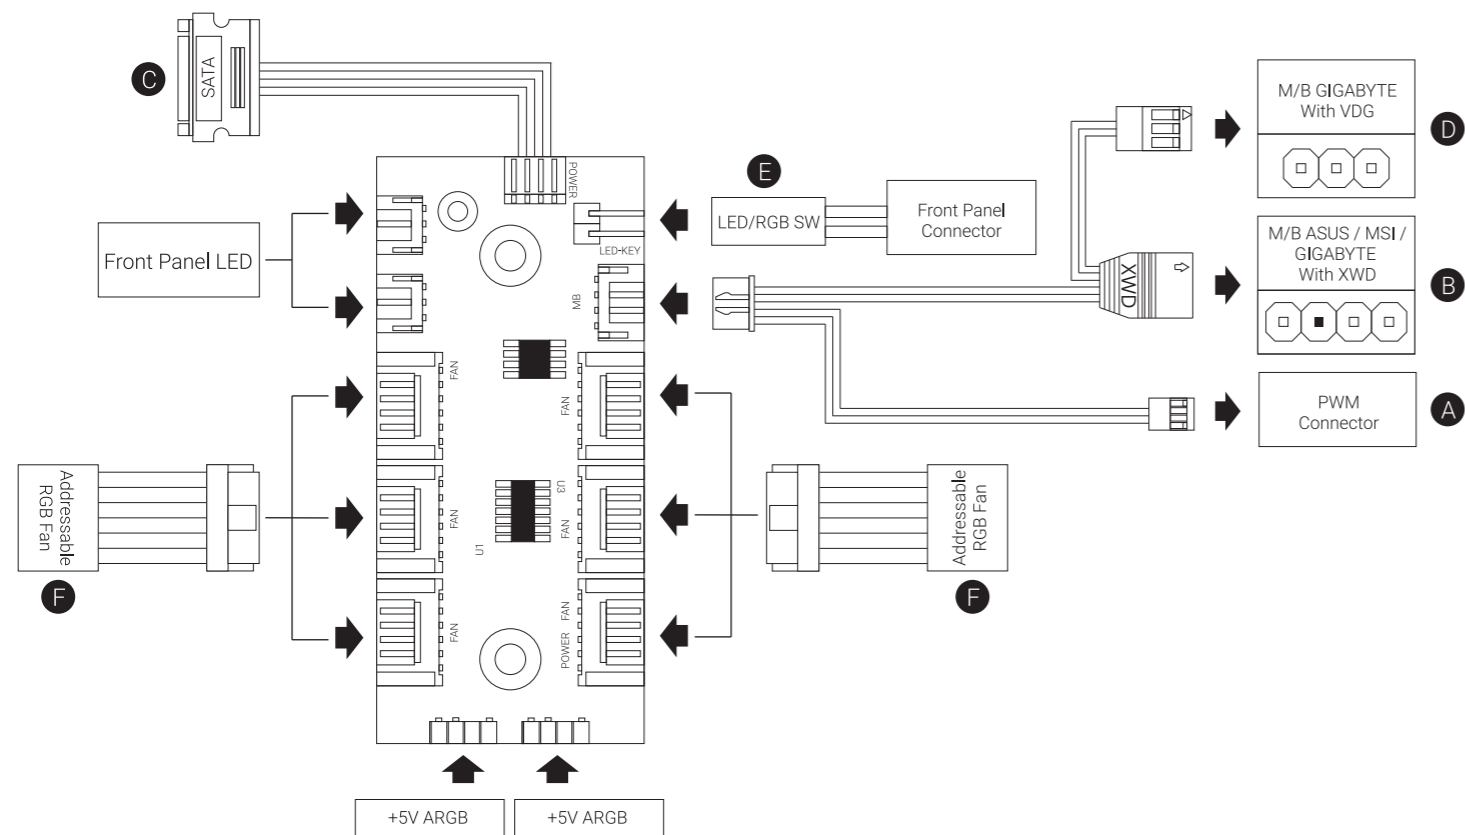 C
SATA
M/B GIGABYTE
With VDG
D
POWER
E
LED/RGB SW
Front Panel
Connector
LED-KEY
Front Panel LED
MB
XWD
M/B ASUS / MSI /
GIGABYTE
With XWD
B
FAN
FAN
PWM
Connector
A
Addressable
RGB Fan
F
FAN
U1
U3
FAN
Addressable
RGB Fan
F
FAN
POWER
FAN
+5V ARGB
+5V ARGB